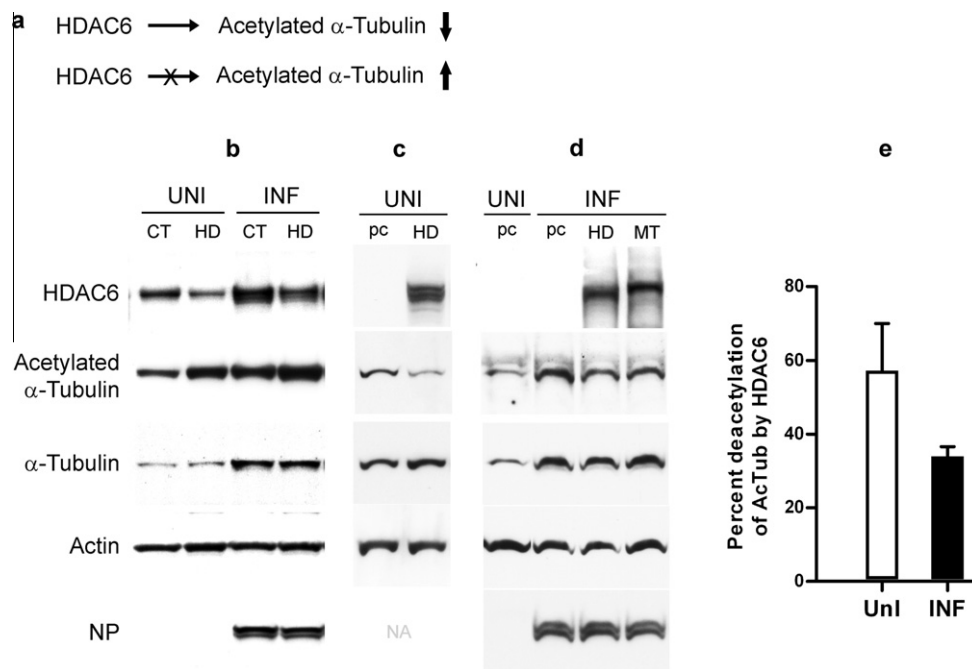 a
HDAC6 Acetylated α-Tubulin
HDAC6 X Acetylated α-Tubulin
b c d e
UNI INF UNI UNI INF
CT HD CT HD pc HD pc pc HD MT
HDAC6
Acetylated
α-Tubulin
α-Tubulin
Actin
NP NA
Percent deacetylation
of AcTub by HDAC6
80
60
40
20
0
UnI INF